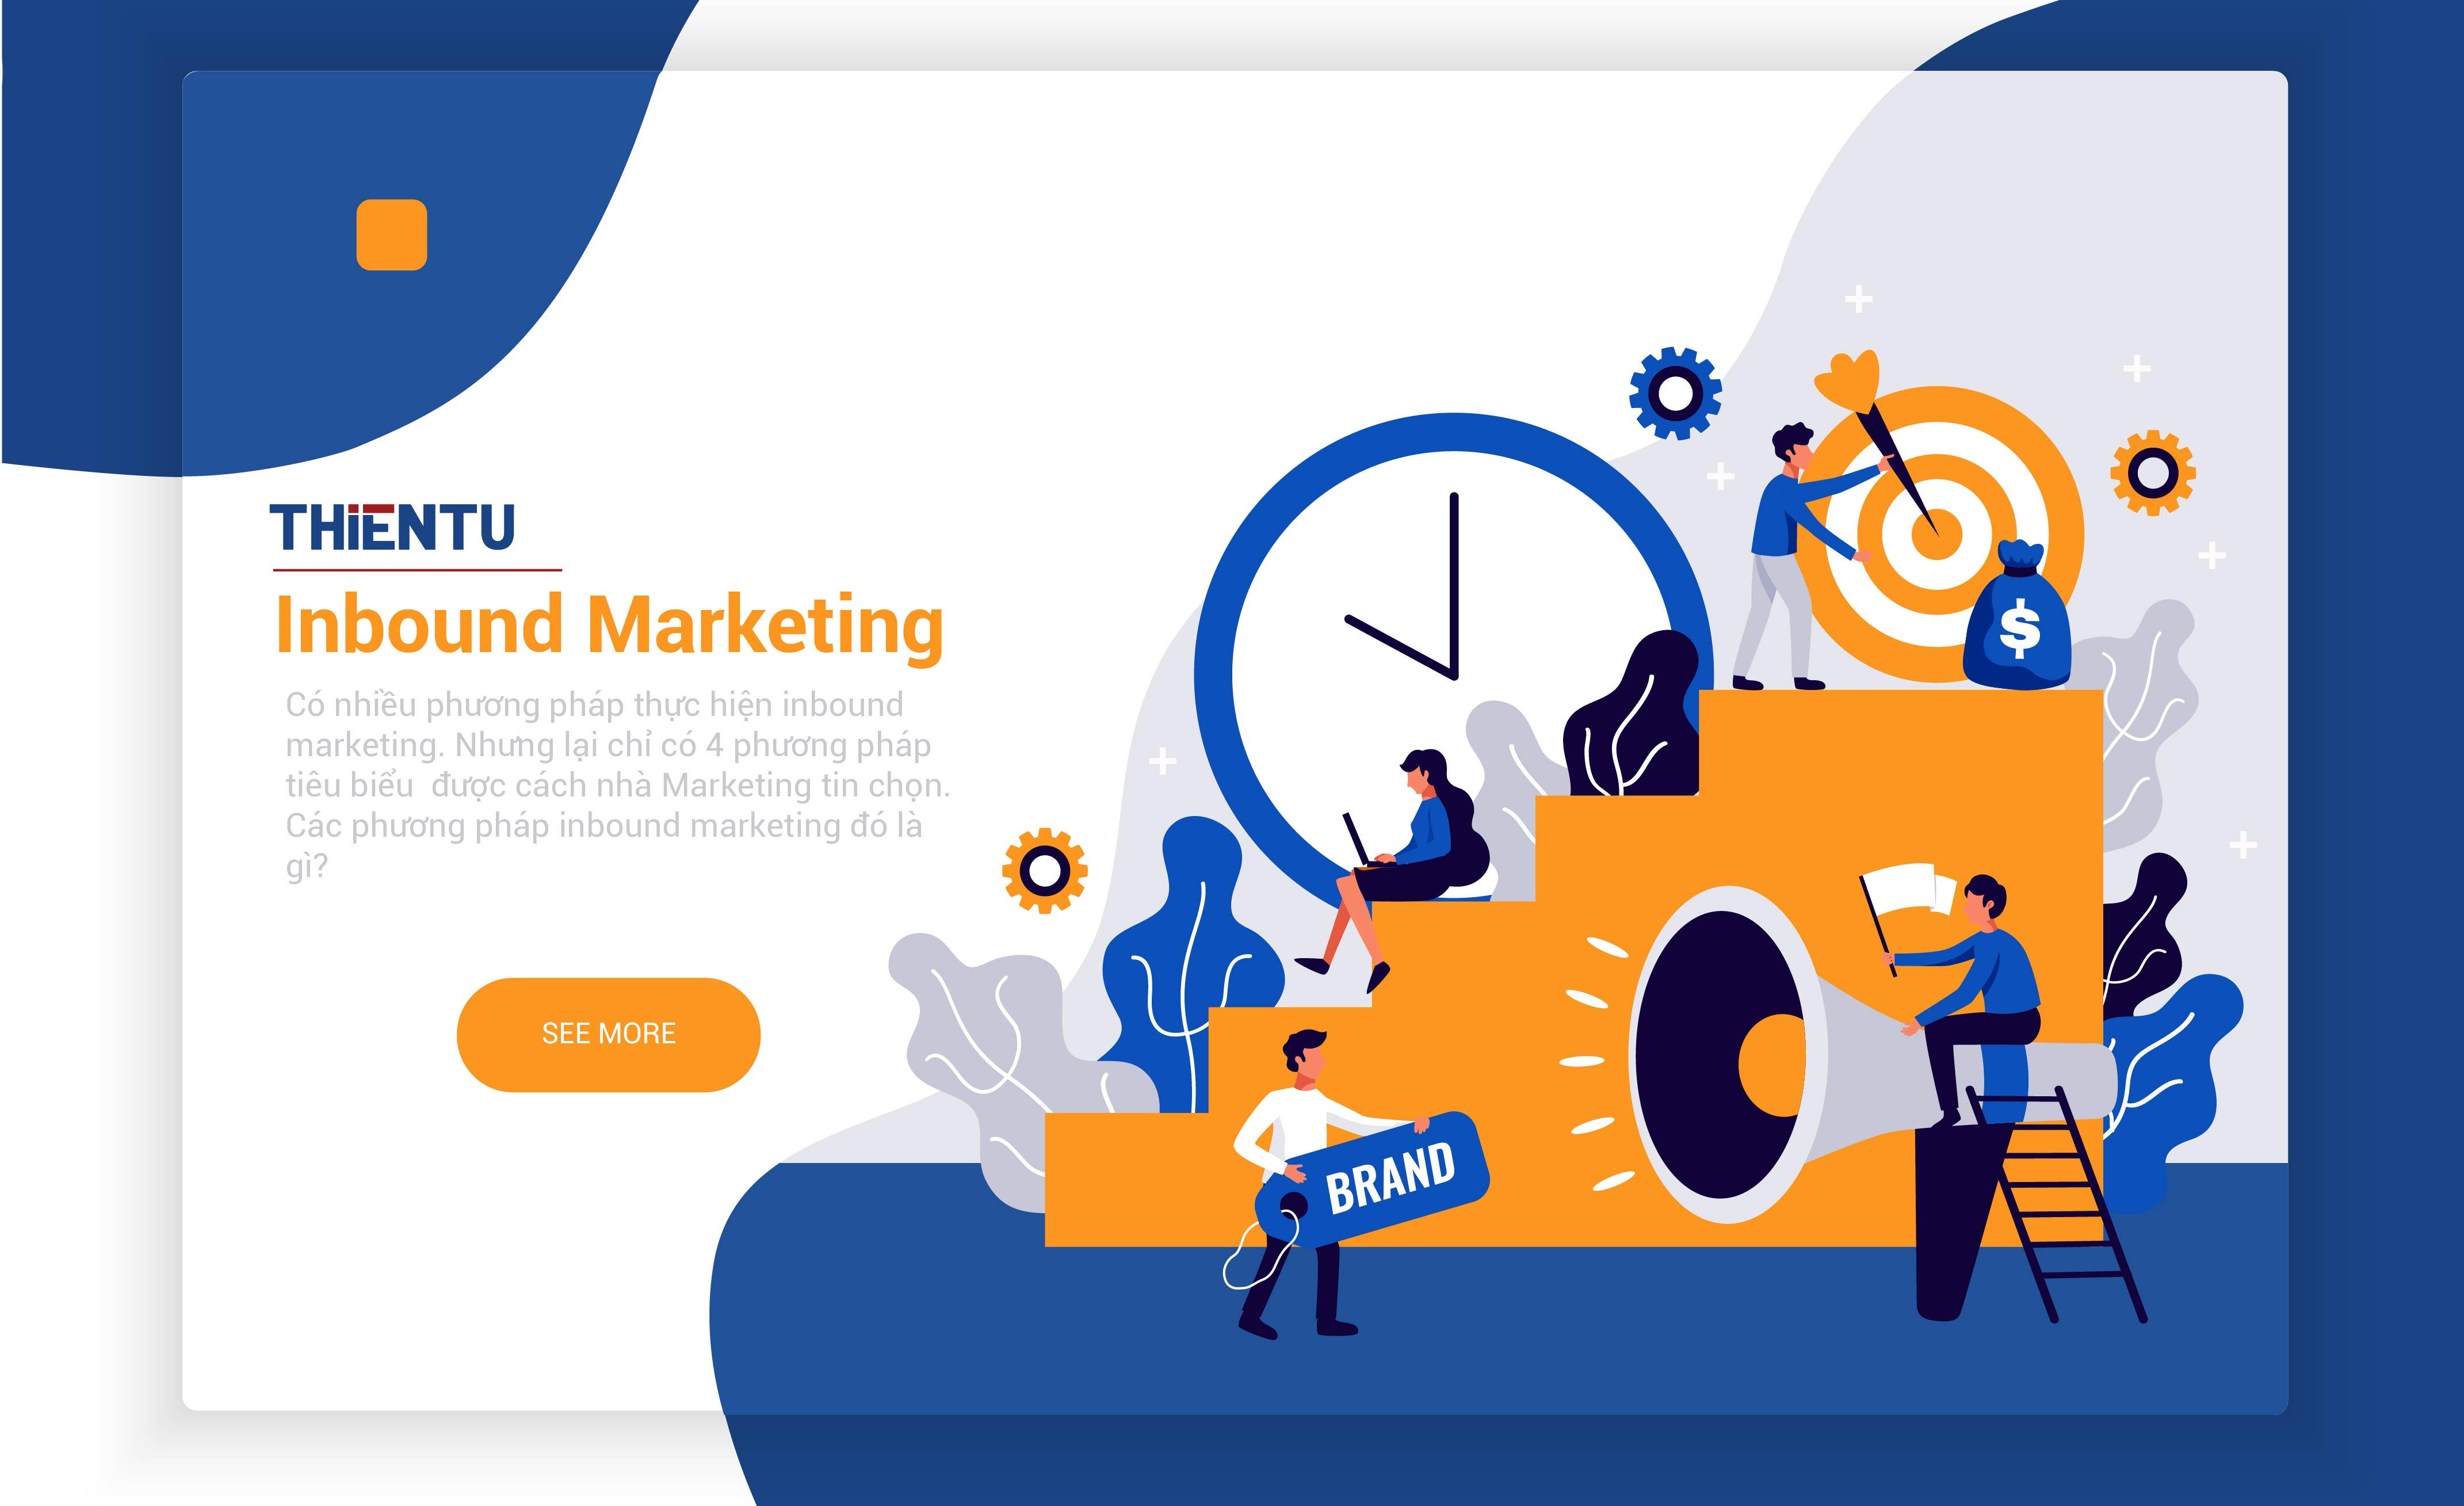 THIENTU
Inbound Marketing
Có nhiều phương pháp thực hiện inbound
marketing. Nhưng lại chỉ có 4 phương pháp
tiêu biểu  được cách nhà Marketing tin chọn.
Các phương pháp inbound marketing đó là
gì?
SEE MORE
$
BRAND